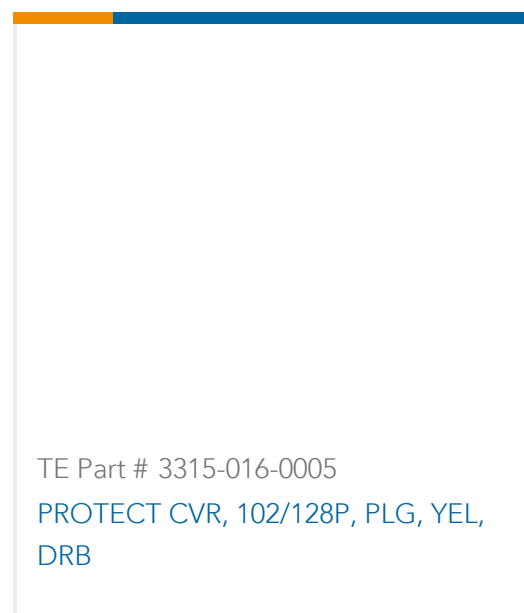 TE Part # 3315-016-0005
PROTECT CVR, 102/128P, PLG, YEL,
DRB